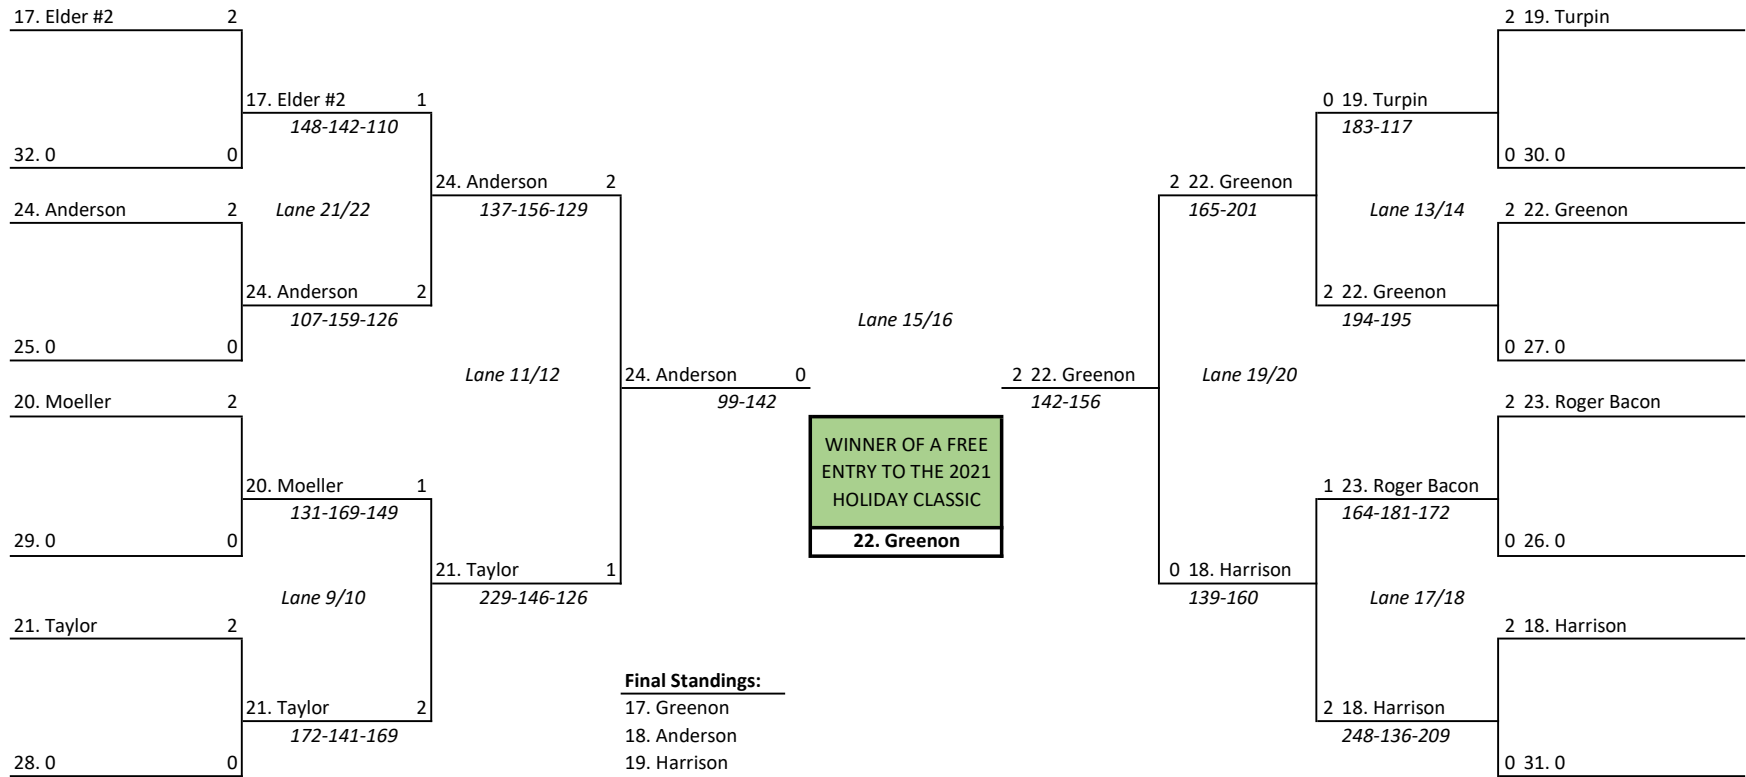 17. Elder #2 2
2 19. Turpin
17. Elder #2 1
0 19. Turpin
148-142-110
183-117
32. 0 0
0 30. 0
24. Anderson 2
2 22. Greenon
24. Anderson 2
Lane 21/22
137-156-129
165-201
Lane 13/14
2 22. Greenon
24. Anderson 2
2 22. Greenon
107-159-126
Lane 15/16
194-195
25. 0 0
0 27. 0
Lane 11/12
24. Anderson 0
2 22. Greenon
Lane 19/20
20. Moeller 2
99-142
142-156
2 23. Roger Bacon
WINNER OF A FREE
ENTRY TO THE 2021
HOLIDAY CLASSIC
20. Moeller 1
1 23. Roger Bacon
131-169-149
164-181-172
29. 0 0
22. Greenon
0 26. 0
21. Taylor 1
0 18. Harrison
Lane 9/10
229-146-126
139-160
Lane 17/18
21. Taylor 2
2 18. Harrison
Final Standings:
21. Taylor 2
17. Greenon
2 18. Harrison
172-141-169
18. Anderson
248-136-209
28. 0 0
19. Harrison
0 31. 0